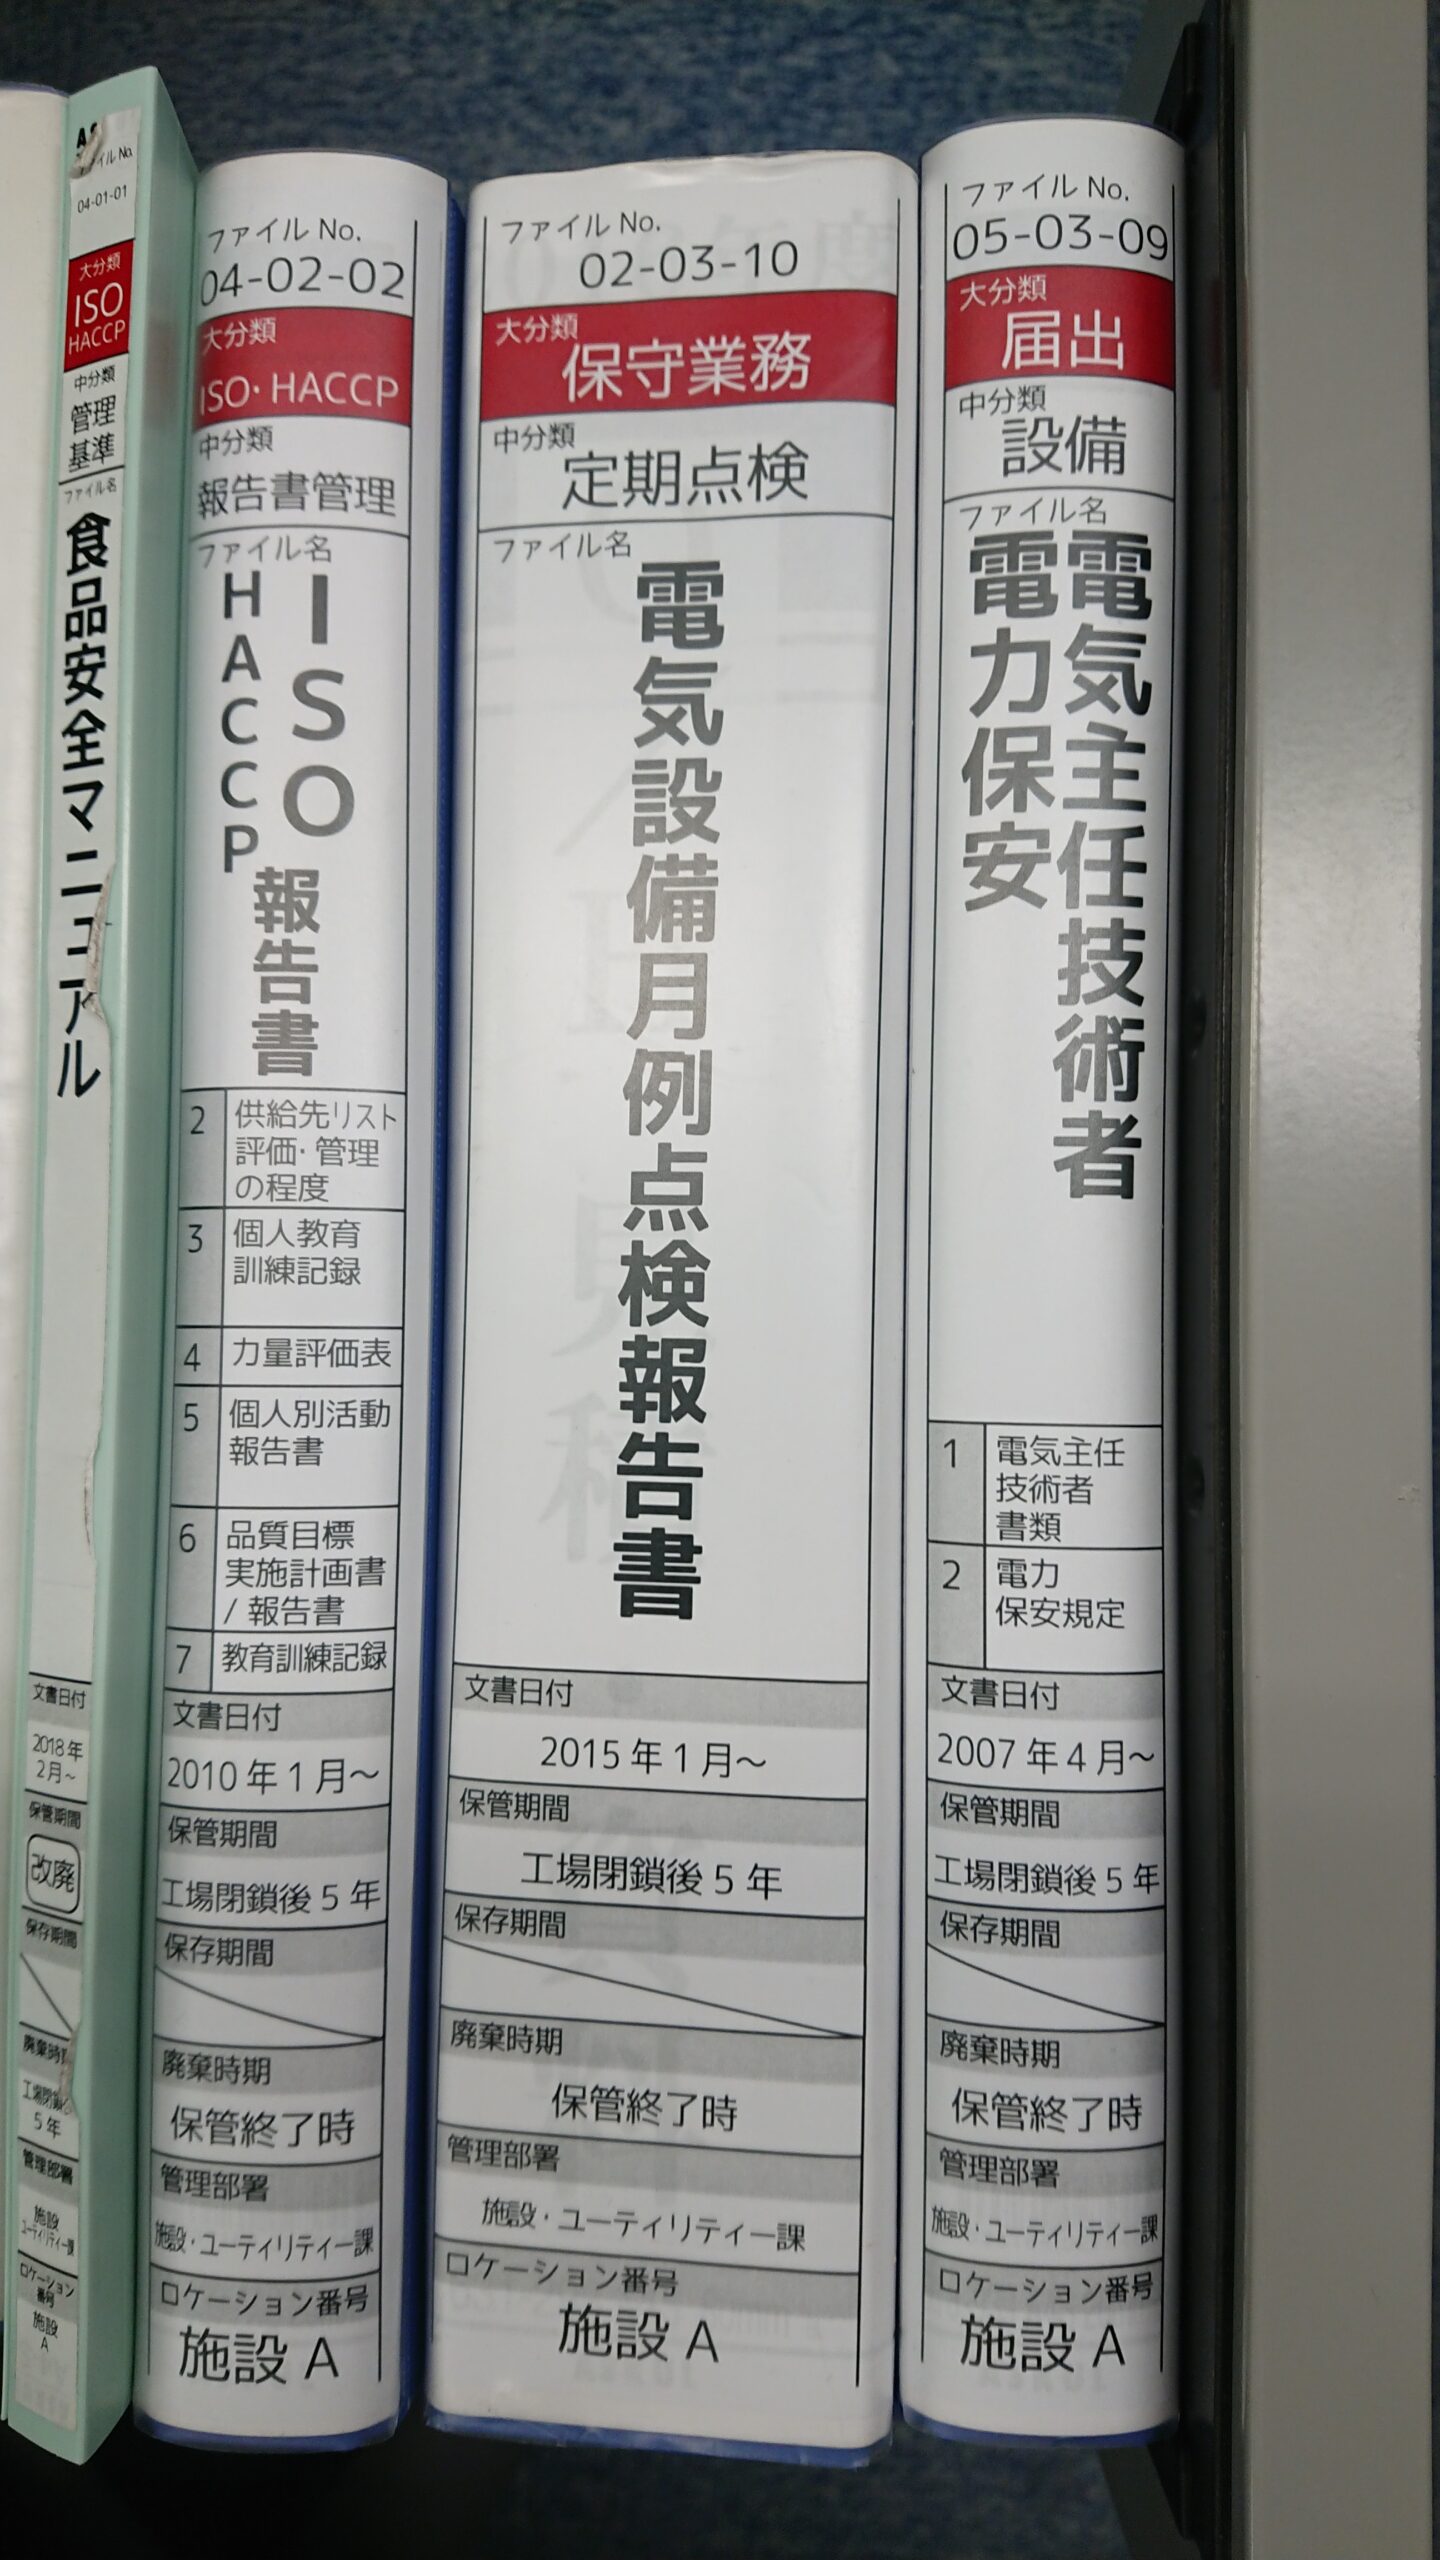 ファイル No.
04-01-01
大分類
ISO
HACCP
中分類
管理
基準
ファイル名
食品安全マニュアル
文書日付
2018年
2月~
保管期間
改廃
保存期間
廃棄時期
工場閉鎖後
5年
管理部署
施設
ユーティリティー課
ロケーション
番号
施設
A
ファイル No.
04-02-02
大分類
ISO・HACCP
中分類
報告書管理
ファイル名
ISO
HACCP
報告書
2 供給先リスト
評価・管理
の程度
3 個人教育
訓練記録
4 力量評価表
5 個人別活動
報告書
6 品質目標
実施計画書
/ 報告書
7 教育訓練記録
文書日付
2010年1月~
保管期間
工場閉鎖後5年
保存期間
廃棄時期
保管終了時
管理部署
施設・ユーティリティー課
ロケーション番号
施設 A
ファイル No.
02-03-10
大分類
保守業務
中分類
定期点検
ファイル名
電気設備月例点検報告書
文書日付
2015年1月~
保管期間
工場閉鎖後5年
保存期間
廃棄時期
保管終了時
管理部署
施設・ユーティリティー課
ロケーション番号
施設 A
ファイル No.
05-03-09
大分類
届出
中分類
設備
ファイル名
電気主任技術者
電力保安
1 電気主任
技術者
書類
2 電力
保安規定
文書日付
2007年4月~
保管期間
工場閉鎖後5年
保存期間
廃棄時期
保管終了時
管理部署
施設・ユーティリティー課
ロケーション番号
施設 A